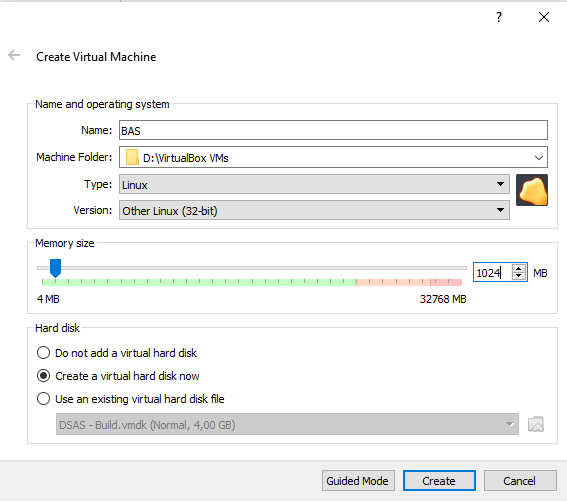 ?
Create Virtual Machine
Name and operating system
Name: BAS
Machine Folder: D:\VirtualBox VMs
Type: Linux
Version: Other Linux (32-bit)
Memory size
1024 MB
4 MB 32768 MB
Hard disk
Do not add a virtual hard disk
Create a virtual hard disk now
Use an existing virtual hard disk file
DSAS - Build.vmdk (Normal, 4,00 GB)
Guided Mode Create Cancel